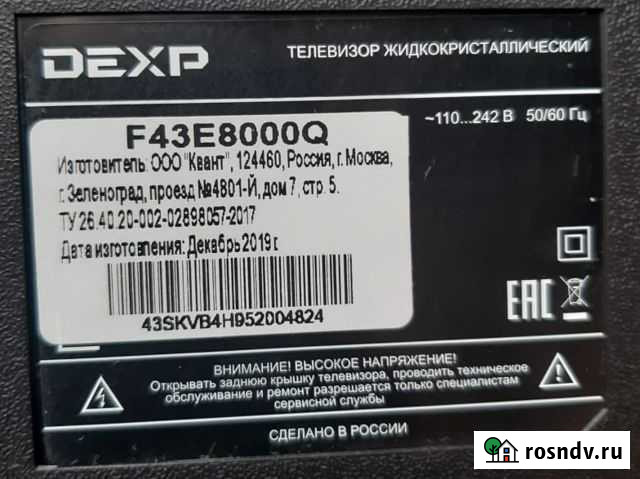 DEXP
ТЕЛЕВИЗОР ЖИДКОКРИСТАЛЛИЧЕСКИЙ
F43E8000Q
~110...242 В 50/60 Гц
Изготовитель: ООО "Квант", 124460, Россия, г. Москва,
г. Зеленоград, проезд №4801-Й, дом 7, стр. 5.
ТУ 26.40.20-002-02898057-2017
Дата изготовления: Декабрь 2019 г.
43SKVB4H952004824
EAC
ВНИМАНИЕ! ВЫСОКОЕ НАПРЯЖЕНИЕ!
Открывать заднюю крышку телевизора, проводить техническое
обслуживание и ремонт разрешается только специалистам
сервисной службы
СДЕЛАНО В РОССИИ
rosndv.ru